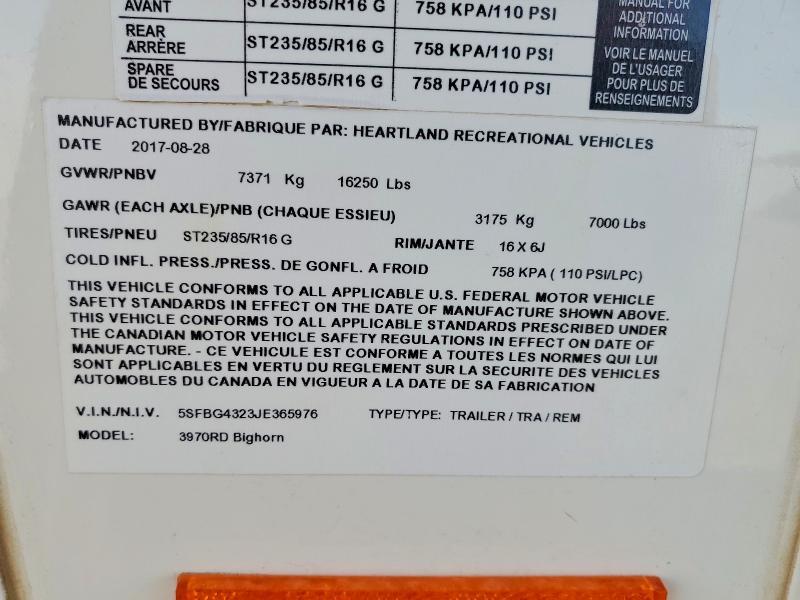 AVANT ST235/85/R16 G 758 KPA/110 PSI
REAR
ARRIÈRE ST235/85/R16 G 758 KPA/110 PSI
SPARE
DE SECOURS ST235/85/R16 G 758 KPA/110 PSI
MANUAL FOR
ADDITIONAL
INFORMATION
VOIR LE MANUEL
DE L'USAGER
POUR PLUS DE
RENSEIGNEMENTS
MANUFACTURED BY/FABRIQUE PAR: HEARTLAND RECREATIONAL VEHICLES
DATE 2017-08-28
GVWR/PNBV 7371 Kg 16250 Lbs
GAWR (EACH AXLE)/PNB (CHAQUE ESSIEU) 3175 Kg 7000 Lbs
TIRES/PNEU ST235/85/R16 G RIM/JANTE 16 X 6J
COLD INFL. PRESS./PRESS. DE GONFL. A FROID 758 KPA ( 110 PSI/LPC)
THIS VEHICLE CONFORMS TO ALL APPLICABLE U.S. FEDERAL MOTOR VEHICLE
SAFETY STANDARDS IN EFFECT ON THE DATE OF MANUFACTURE SHOWN ABOVE.
THIS VEHICLE CONFORMS TO ALL APPLICABLE STANDARDS PRESCRIBED UNDER
THE CANADIAN MOTOR VEHICLE SAFETY REGULATIONS IN EFFECT ON DATE OF
MANUFACTURE. - CE VEHICULE EST CONFORME A TOUTES LES NORMES QUI LUI
SONT APPLICABLES EN VERTU DU REGLEMENT SUR LA SECURITE DES VEHICLES
AUTOMOBILES DU CANADA EN VIGUEUR A LA DATE DE SA FABRICATION
V.I.N./N.I.V. 5SFBG4323JE365976 TYPE/TYPE: TRAILER / TRA / REM
MODEL: 3970RD Bighorn